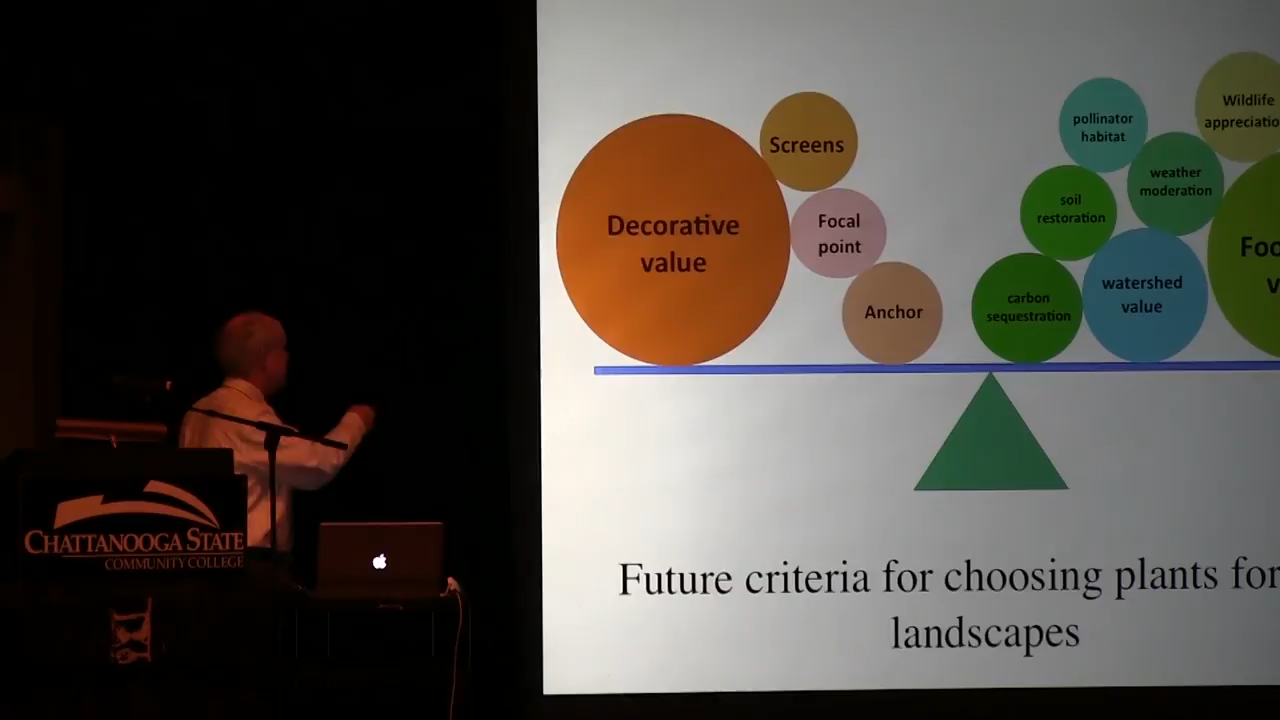 Decorative
value
Screens
Focal
point
Anchor
pollinator
habitat
Wildlife
weather
moderation
soil
restoration
carbon
sequestration
watershed
value
Future criteria for choosing plants for
landscapes
CHATTANOOGA STATE
COMMUNITY COLLEGE